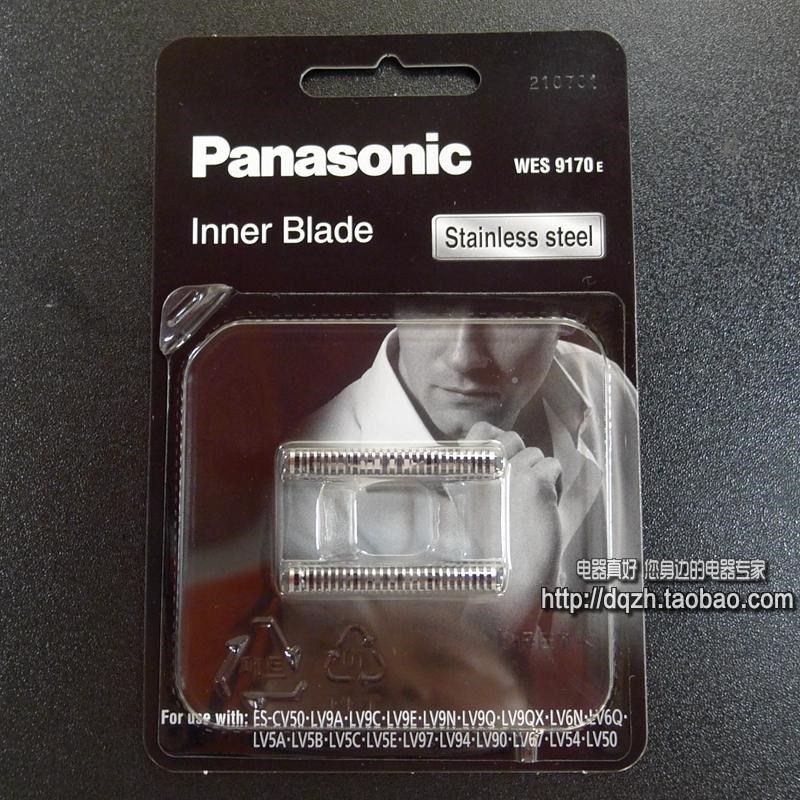 210701
Panasonic
WES 9170 E
Inner Blade
Stainless steel
电器真好 您身边的电器专家
http://dqzh.taobao.com
For use with: ES-CV50·LV9A·LV9C·LV9E·LV9N·LV9Q·LV9QX·LV6N·LV6Q·
LV5A·LV5B·LV5C·LV5E·LV97·LV94·LV90·LV67·LV54·LV50